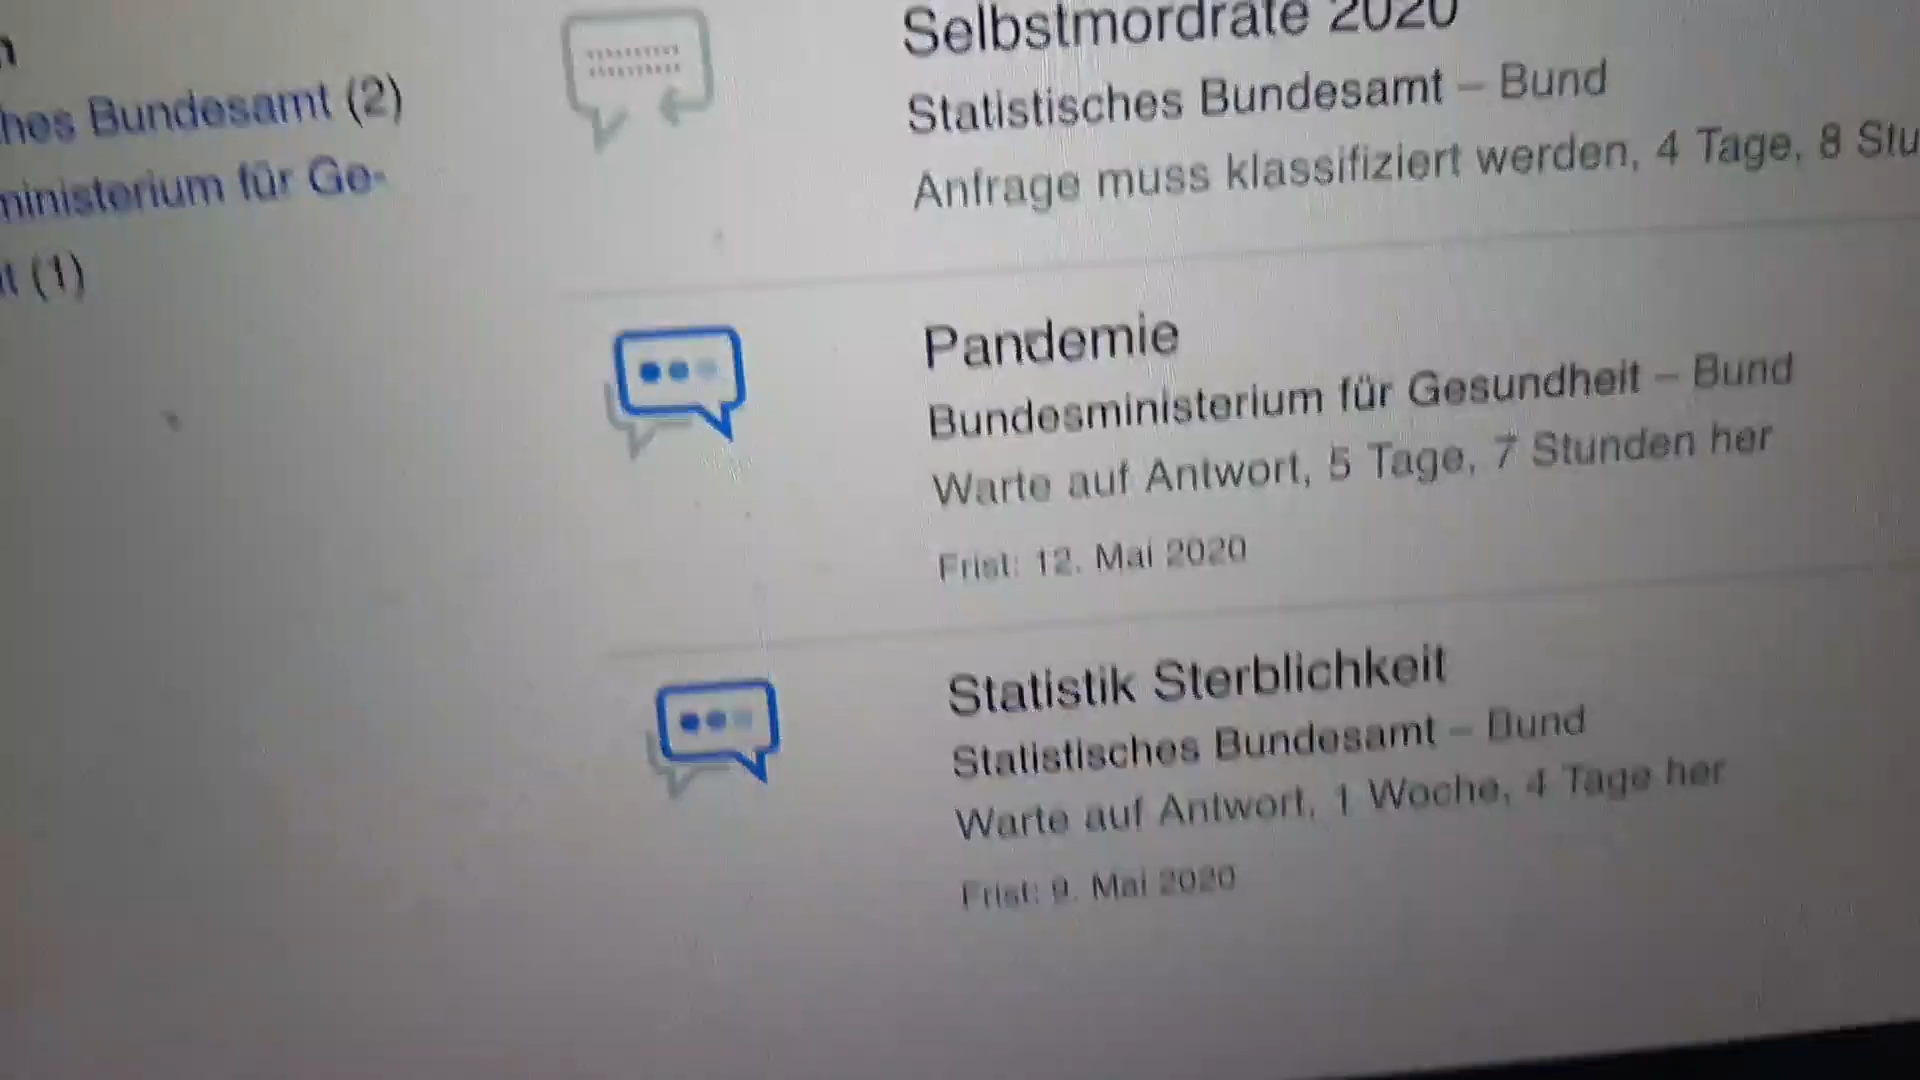 hes Bundesamt (2)
ministerium für Ge-
t (1)
Selbstmordrate 2020
Statistisches Bundesamt – Bund
Anfrage muss klassifiziert werden, 4 Tage, 8 Stu
Pandemie
Bundesministerium für Gesundheit – Bund
Warte auf Antwort, 5 Tage, 7 Stunden her
Frist: 12. Mai 2020
Statistik Sterblichkeit
Statistisches Bundesamt – Bund
Warte auf Antwort, 1 Woche, 4 Tage her
Frist: 9. Mai 2020